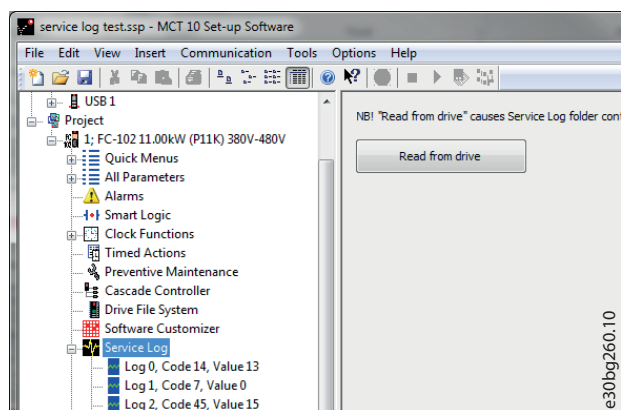 service log test.ssp - MCT 10 Set-up Software
File Edit View Insert Communication Tools Options Help
USB 1
Project
1; FC-102 11.00kW (P11K) 380V-480V
Quick Menus
All Parameters
Alarms
Smart Logic
Clock Functions
Timed Actions
Preventive Maintenance
Cascade Controller
Drive File System
Software Customizer
Service Log
Log 0, Code 14, Value 13
Log 1, Code 7, Value 0
Log 2, Code 45, Value 15
NB! "Read from drive" causes Service Log folder cont
Read from drive
e30bg260.10